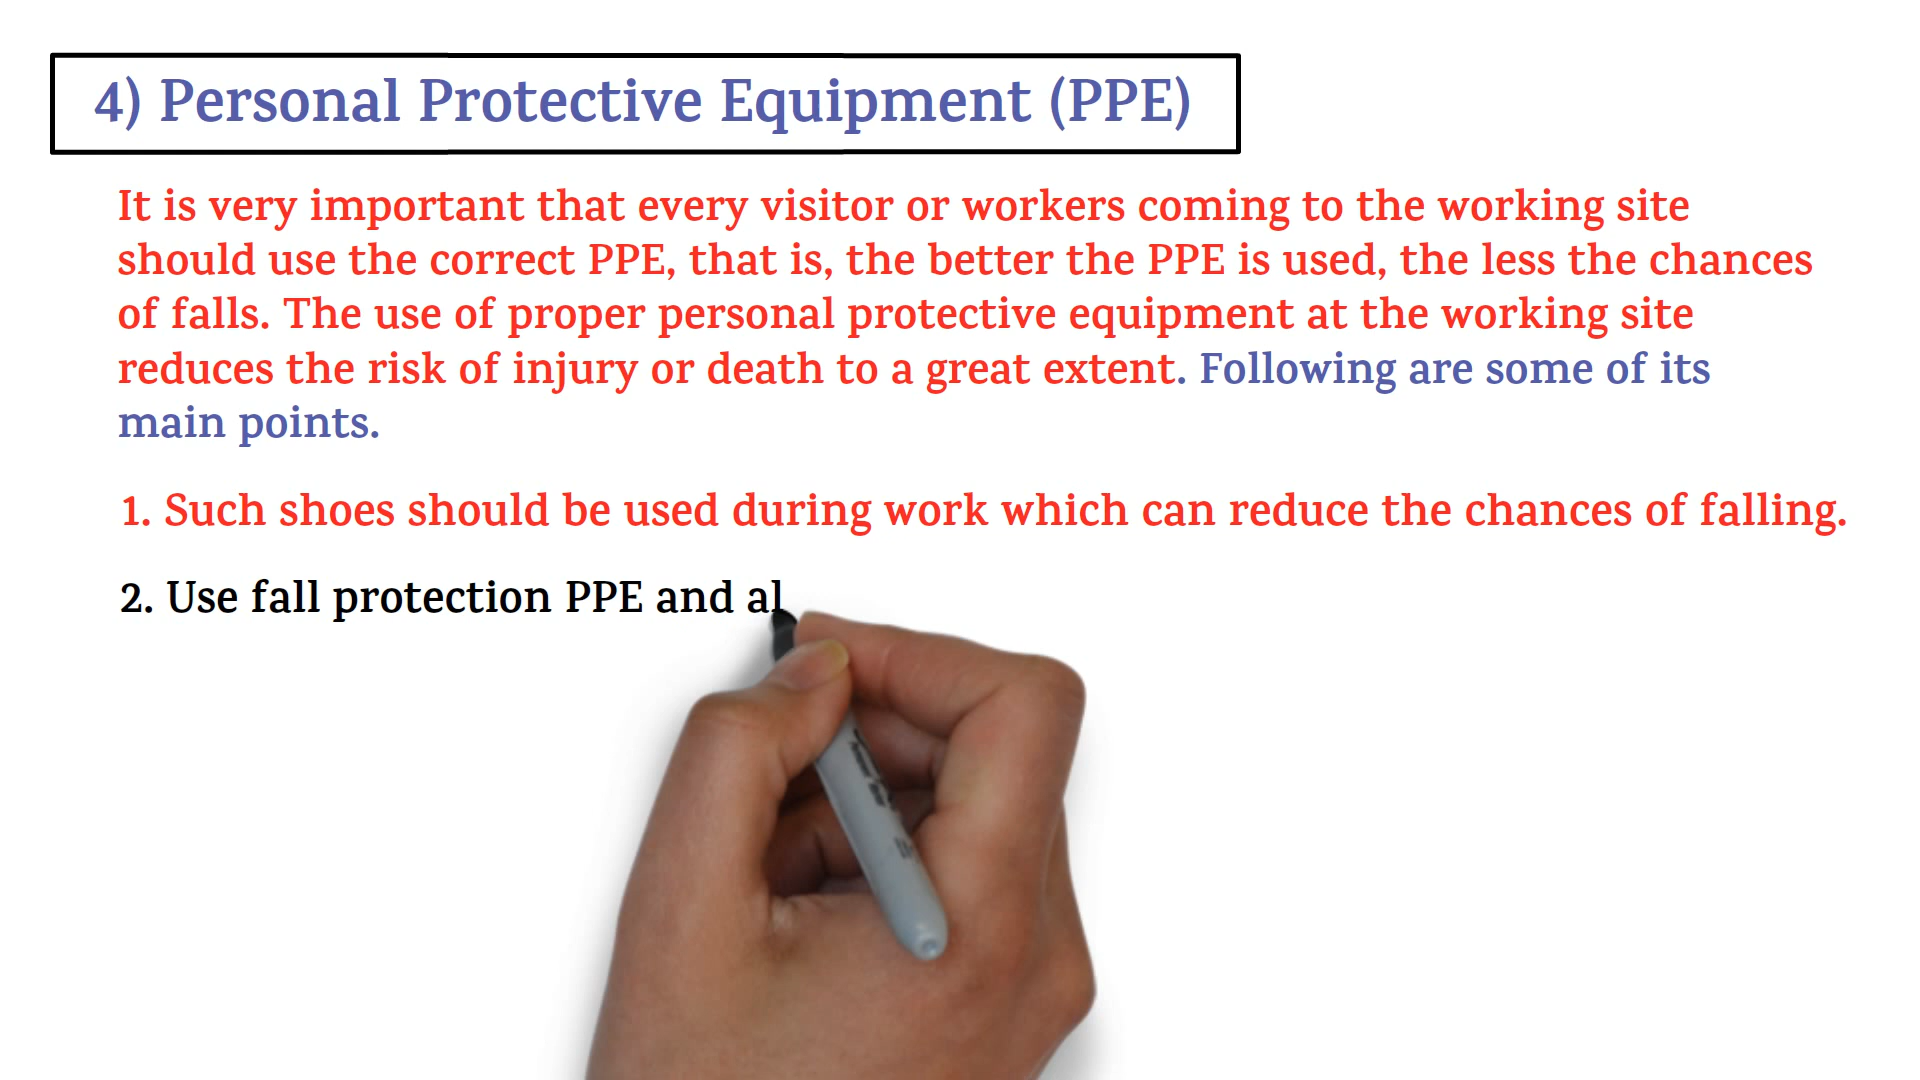 4) Personal Protective Equipment (PPE)
It is very important that every visitor or workers coming to the working site
should use the correct PPE, that is, the better the PPE is used, the less the chances
of falls. The use of proper personal protective equipment at the working site
reduces the risk of injury or death to a great extent. Following are some of its
main points.
1. Such shoes should be used during work which can reduce the chances of falling.
2. Use fall protection PPE and al